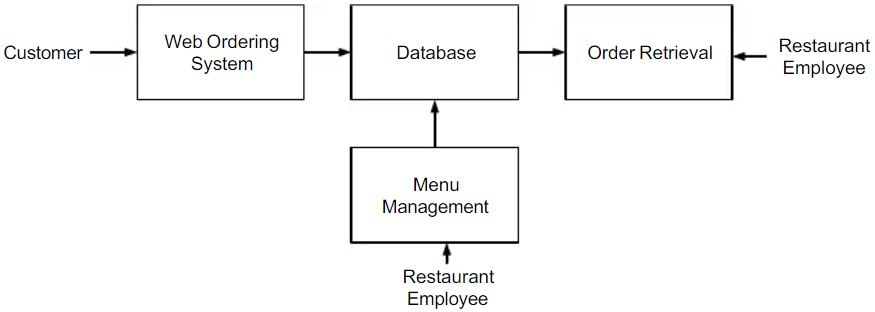 Customer
Web Ordering
System
Database
Order Retrieval
Restaurant
Employee
Menu
Management
Restaurant
Employee